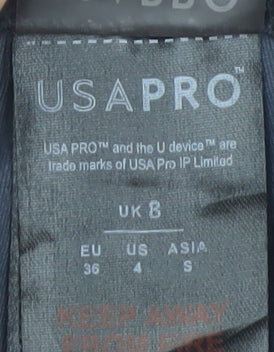 USAPRO™
USA PRO™ and the U device™ are
trade marks of USA Pro IP Limited
UK 8
EU US ASIA
36 4 S
KEEP AWAY
FROM FIRE